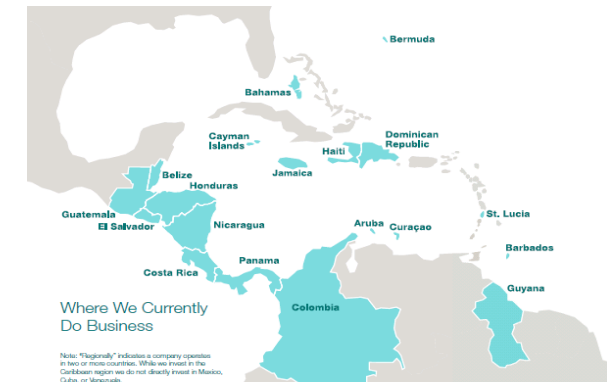 Bermuda
Bahamas
Cayman
Islands
Dominican
Republic
Haiti
Jamaica
Belize
Honduras
Guatemala
El Salvador
Nicaragua
St. Lucia
Aruba
Curaçao
Barbados
Panama
Costa Rica
Guyana
Colombia
Where We Currently
Do Business
Note: "Regionally" indicates a company operates
in two or more countries. While we invest in the
Caribbean region we do not directly invest in Mexico,
Cuba, or Venezuela.